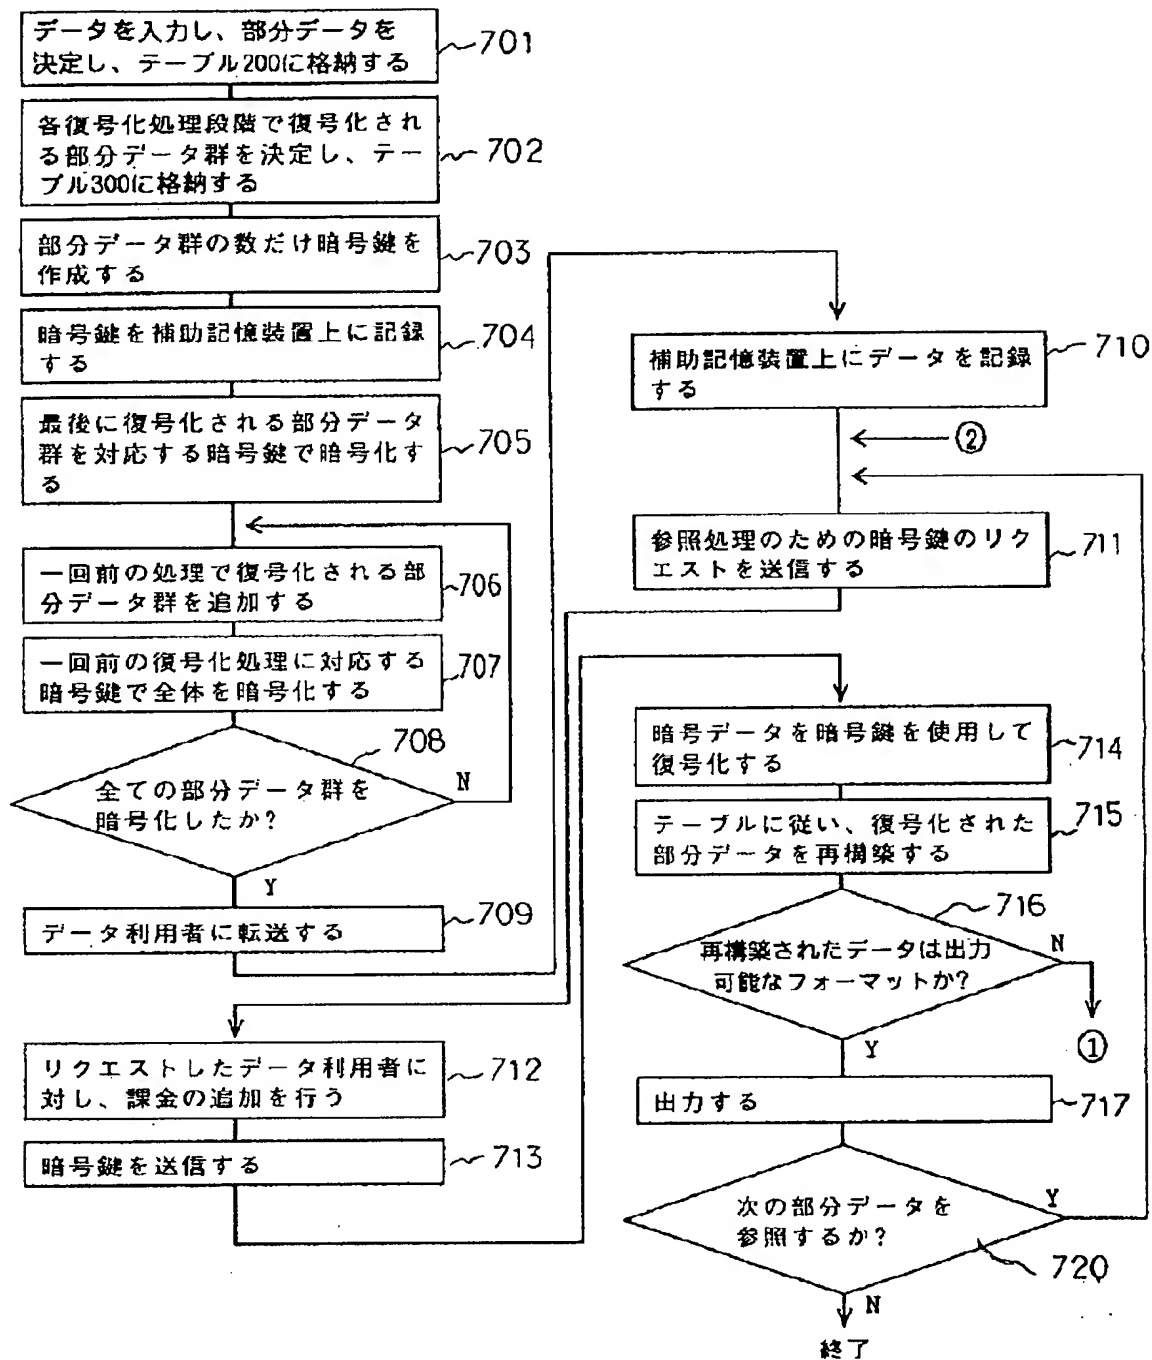 データを入力し、部分データを
決定し、テーブル200に格納する
701
各復号化処理段階で復号化され
る部分データ群を決定し、テー
ブル300に格納する
702
部分データ群の数だけ暗号鍵を
作成する
703
暗号鍵を補助記憶装置上に記録
する
704
最後に復号化される部分データ
群を対応する暗号鍵で暗号化す
る
705
一回前の処理で復号化される部
分データ群を追加する
706
一回前の復号化処理に対応する
暗号鍵で全体を暗号化する
707
708
全ての部分データ群を
暗号化したか?
N
Y
データ利用者に転送する
709
補助記憶装置上にデータを記録
する
710
②
参照処理のための暗号鍵のリク
エストを送信する
711
リクエストしたデータ利用者に
対し、課金の追加を行う
712
暗号鍵を送信する
713
暗号データを暗号鍵を使用して
復号化する
714
テーブルに従い、復号化された
部分データを再構築する
715
716
再構築されたデータは出力
可能なフォーマットか?
N
①
Y
出力する
717
次の部分データを
参照するか?
Y
720
N
終了